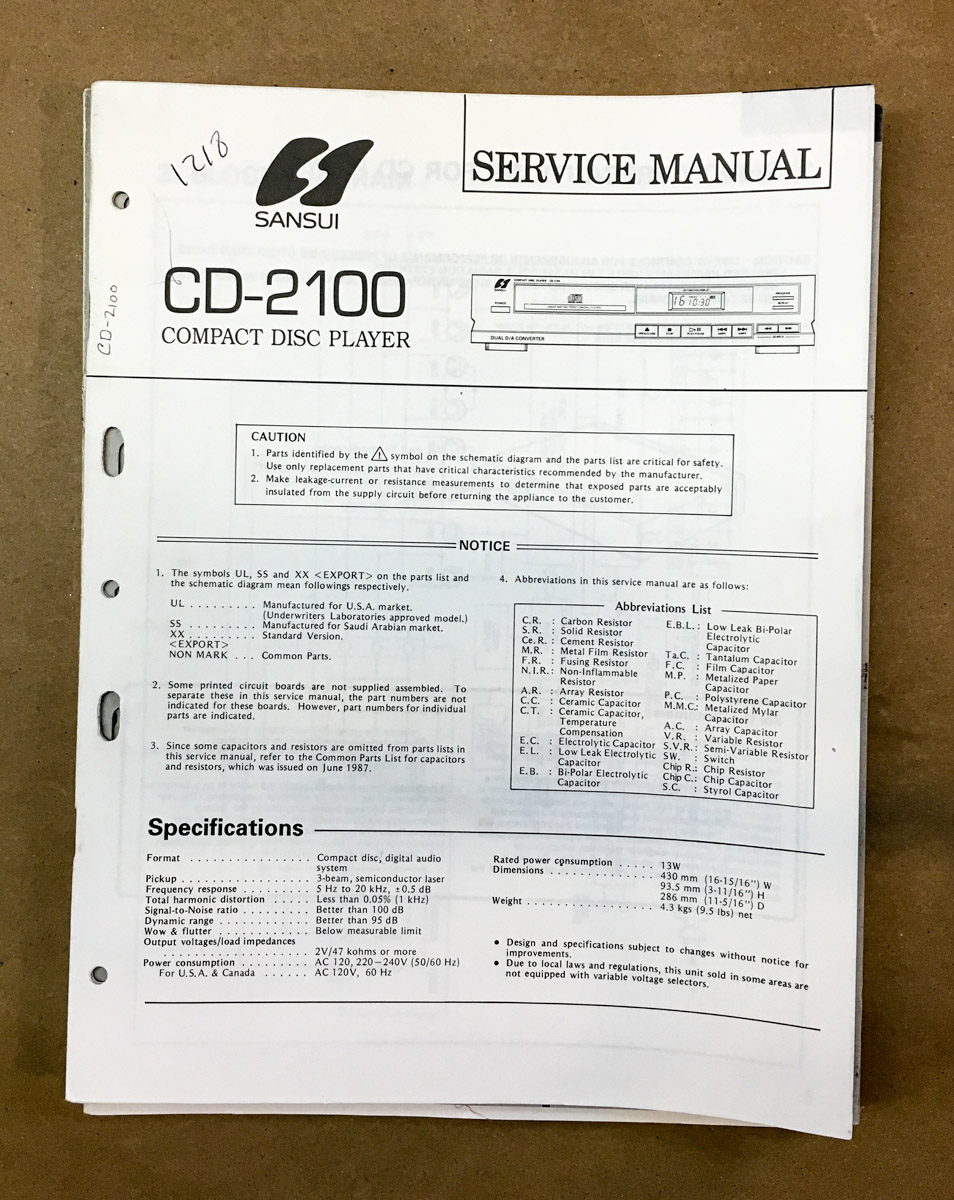 1218
SANSUI
SERVICE MANUAL
CD-2100
COMPACT DISC PLAYER
CD-2100
SANSUI
COMPACT DISC PLAYER
POWER
16 10:30
DUAL D/A CONVERTER
CAUTION
1. Parts identified by the ⚠ symbol on the schematic diagram and the parts list are critical for safety.
Use only replacement parts that have critical characteristics recommended by the manufacturer.
2. Make leakage-current or resistance measurements to determine that exposed parts are acceptably
insulated from the supply circuit before returning the appliance to the customer.
NOTICE
1. The symbols UL, SS and XX <EXPORT> on the parts list and
the schematic diagram mean followings respectively.
UL . . . . . . . . . Manufactured for U.S.A. market.
(Underwriters Laboratories approved model.)
SS . . . . . . . . . Manufactured for Saudi Arabian market.
XX . . . . . . . . . Standard Version.
<EXPORT>
NON MARK . . . Common Parts.
2. Some printed circuit boards are not supplied assembled. To
separate these in this service manual, the part numbers are not
indicated for these boards. However, part numbers for individual
parts are indicated.
3. Since some capacitors and resistors are omitted from parts lists in
this service manual, refer to the Common Parts List for capacitors
and resistors, which was issued on June 1987.
4. Abbreviations in this service manual are as follows:
Abbreviations List
C.R. : Carbon Resistor
S.R. : Solid Resistor
Ce.R. : Cement Resistor
M.R. : Metal Film Resistor
F.R. : Fusing Resistor
N.I.R.: Non-Inflammable
Resistor
A.R. : Array Resistor
C.C. : Ceramic Capacitor
C.T. : Ceramic Capacitor,
Temperature
Compensation
E.C. : Electrolytic Capacitor
E.L. : Low Leak Electrolytic
Capacitor
E.B. : Bi-Polar Electrolytic
Capacitor
E.B.L.: Low Leak Bi-Polar
Electrolytic
Capacitor
Ta.C. : Tantalum Capacitor
F.C. : Film Capacitor
M.P. : Metalized Paper
Capacitor
P.C. : Polystyrene Capacitor
M.M.C.: Metalized Mylar
Capacitor
A.C. : Array Capacitor
V.R. : Variable Resistor
S.V.R.: Semi-Variable Resistor
SW. : Switch
Chip R.: Chip Resistor
Chip C.: Chip Capacitor
S.C. : Styrol Capacitor
Specifications
Format . . . . . . . . . . . . . . . . Compact disc, digital audio
system
Pickup . . . . . . . . . . . . . . . . . 3-beam, semiconductor laser
Frequency response . . . . . . . . . 5 Hz to 20 kHz, ±0.5 dB
Total harmonic distortion . . . . . Less than 0.05% (1 kHz)
Signal-to-Noise ratio . . . . . . . . . Better than 100 dB
Dynamic range . . . . . . . . . . . . Better than 95 dB
Wow & flutter . . . . . . . . . . . . . Below measurable limit
Output voltages/load impedances
. . . . . . . . . . . . . . . . . . . . 2V/47 kohms or more
Power consumption . . . . . . . . . . AC 120, 220–240V (50/60 Hz)
For U.S.A. & Canada . . . . . . AC 120V, 60 Hz
Rated power consumption . . . . . 13W
Dimensions . . . . . . . . . . . . . . . 430 mm (16-15/16") W
93.5 mm (3-11/16") H
286 mm (11-5/16") D
Weight . . . . . . . . . . . . . . . . . . 4.3 kgs (9.5 lbs) net
● Design and specifications subject to changes without notice for
improvements.
● Due to local laws and regulations, this unit sold in some areas are
not equipped with variable voltage selectors.